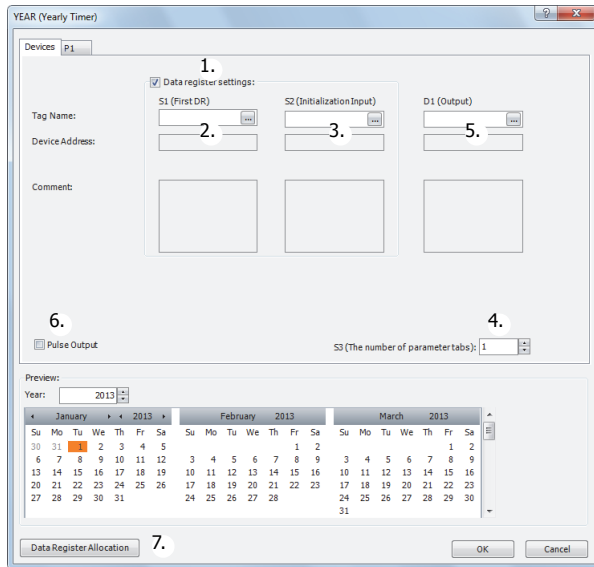 YEAR (Yearly Timer)
?
Devices P1
1.
Data register settings:
S1 (First DR) S2 (Initialization Input) D1 (Output)
Tag Name: ... ... ...
2. 3. 5.
Device Address:
Comment:
6. 4.
Pulse Output S3 (The number of parameter tabs): 1
Preview:
Year: 2013
January 2013 February 2013 March 2013
Su Mo Tu We Th Fr Sa Su Mo Tu We Th Fr Sa Su Mo Tu We Th Fr Sa
30 31 1 2 3 4 5 1 2 1 2
6 7 8 9 10 11 12 3 4 5 6 7 8 9 3 4 5 6 7 8 9
13 14 15 16 17 18 19 10 11 12 13 14 15 16 10 11 12 13 14 15 16
20 21 22 23 24 25 26 17 18 19 20 21 22 23 17 18 19 20 21 22 23
27 28 29 30 31 24 25 26 27 28 24 25 26 27 28 29 30
31
Data Register Allocation 7. OK Cancel